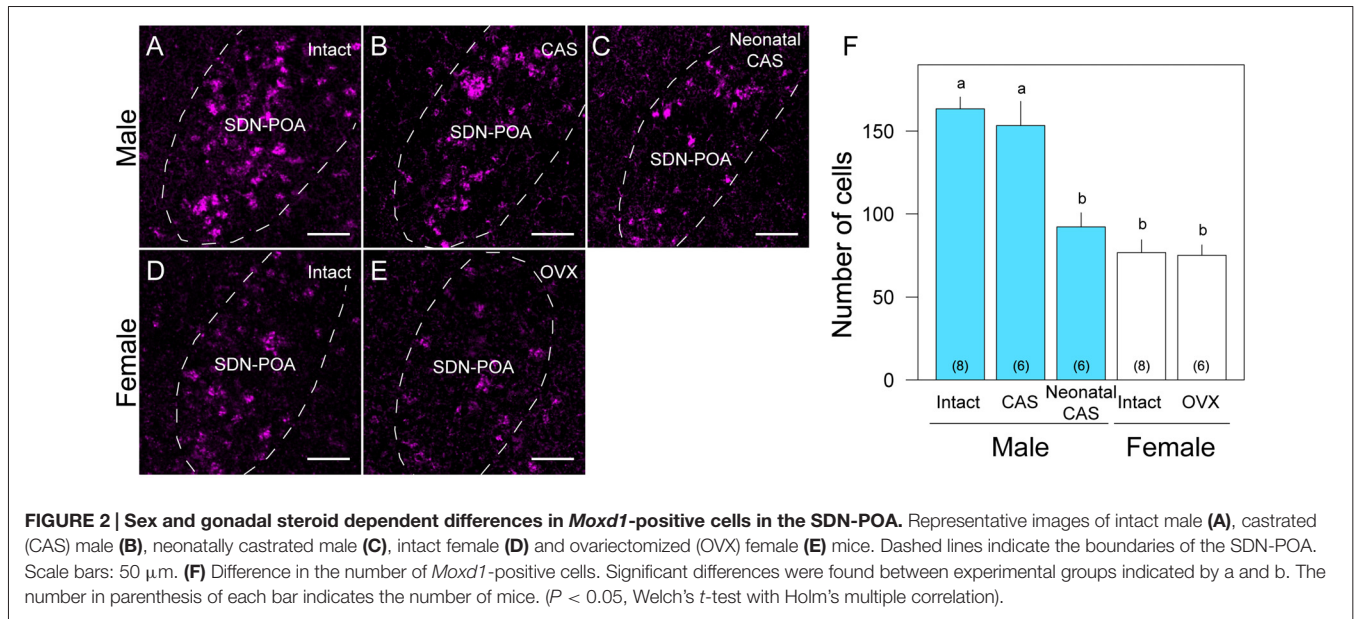 A
Intact
SDN-POA
B
CAS
SDN-POA
C
Neonatal
CAS
SDN-POA
Male
D
Intact
SDN-POA
E
OVX
SDN-POA
Female
F
Number of cells
150
100
50
0
a
a
b
b
b
(8)
(6)
(6)
(8)
(6)
Intact
CAS
Neonatal
CAS
Intact
OVX
Male
Female
FIGURE 2 | Sex and gonadal steroid dependent differences in Moxd1-positive cells in the SDN-POA. Representative images of intact male (A), castrated
(CAS) male (B), neonatally castrated male (C), intact female (D) and ovariectomized (OVX) female (E) mice. Dashed lines indicate the boundaries of the SDN-POA.
Scale bars: 50 μm. (F) Difference in the number of Moxd1-positive cells. Significant differences were found between experimental groups indicated by a and b. The
number in parenthesis of each bar indicates the number of mice. (P < 0.05, Welch's t-test with Holm's multiple correlation).